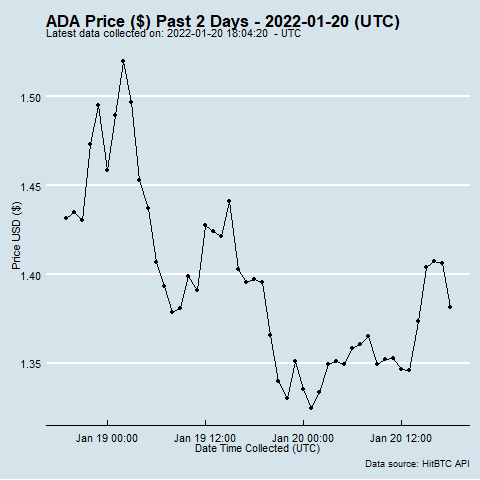 ADA Price ($) Past 2 Days - 2022-01-20 (UTC)
Latest data collected on: 2022-01-20 18:04:20 - UTC
1.50
1.45
1.40
1.35
Price USD ($)
Jan 19 00:00 Jan 19 12:00 Jan 20 00:00 Jan 20 12:00
Date Time Collected (UTC)
Data source: HitBTC API